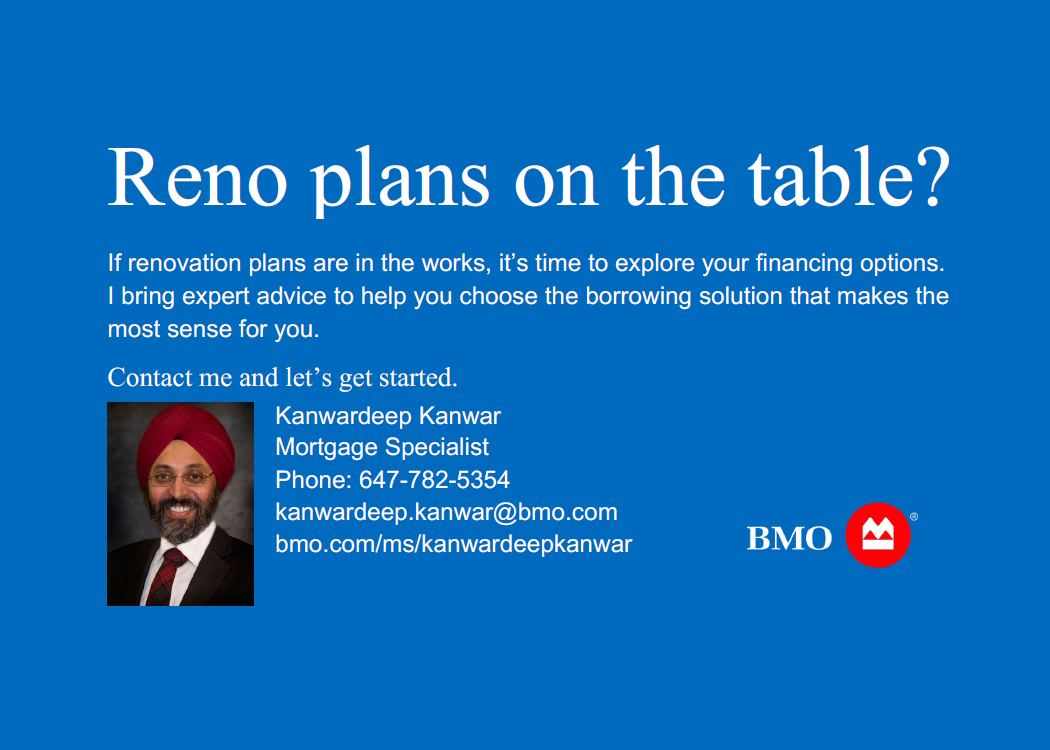 Reno plans on the table?
If renovation plans are in the works, it’s time to explore your financing options.
I bring expert advice to help you choose the borrowing solution that makes the
most sense for you.
Contact me and let’s get started.
Kanwardeep Kanwar
Mortgage Specialist
Phone: 647-782-5354
kanwardeep.kanwar@bmo.com
bmo.com/ms/kanwardeepkanwar
BMO ®